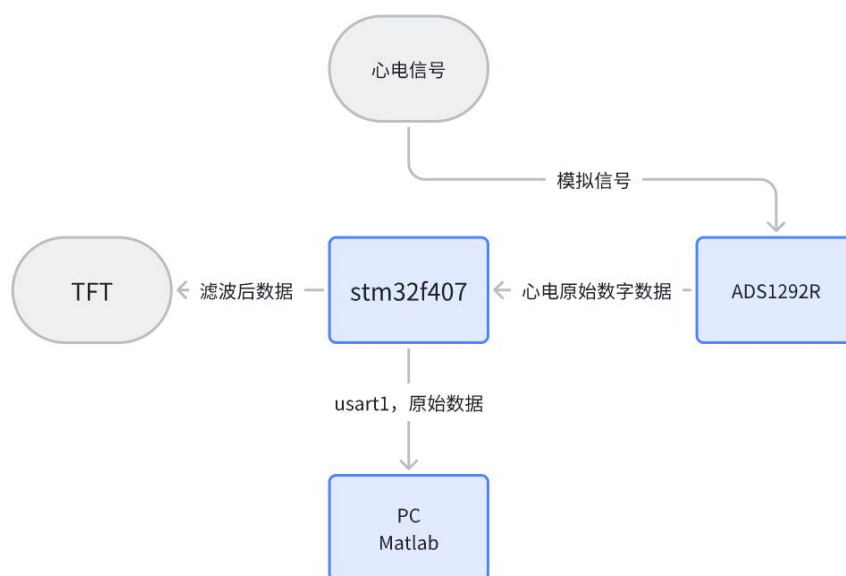 心电信号
模拟信号
TFT
滤波后数据
stm32f407
心电原始数字数据
ADS1292R
usart1，原始数据
PC
Matlab